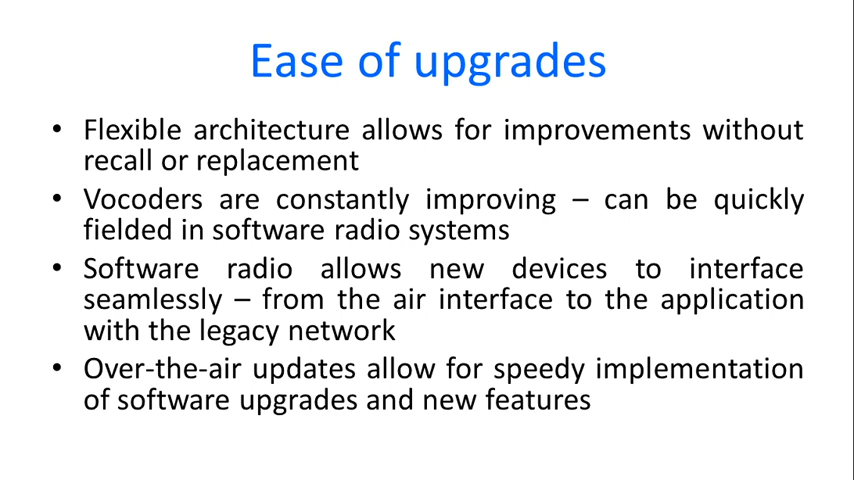 Ease of upgrades
• Flexible architecture allows for improvements without
recall or replacement
• Vocoders are constantly improving – can be quickly
fielded in software radio systems
• Software radio allows new devices to interface
seamlessly – from the air interface to the application
with the legacy network
• Over-the-air updates allow for speedy implementation
of software upgrades and new features